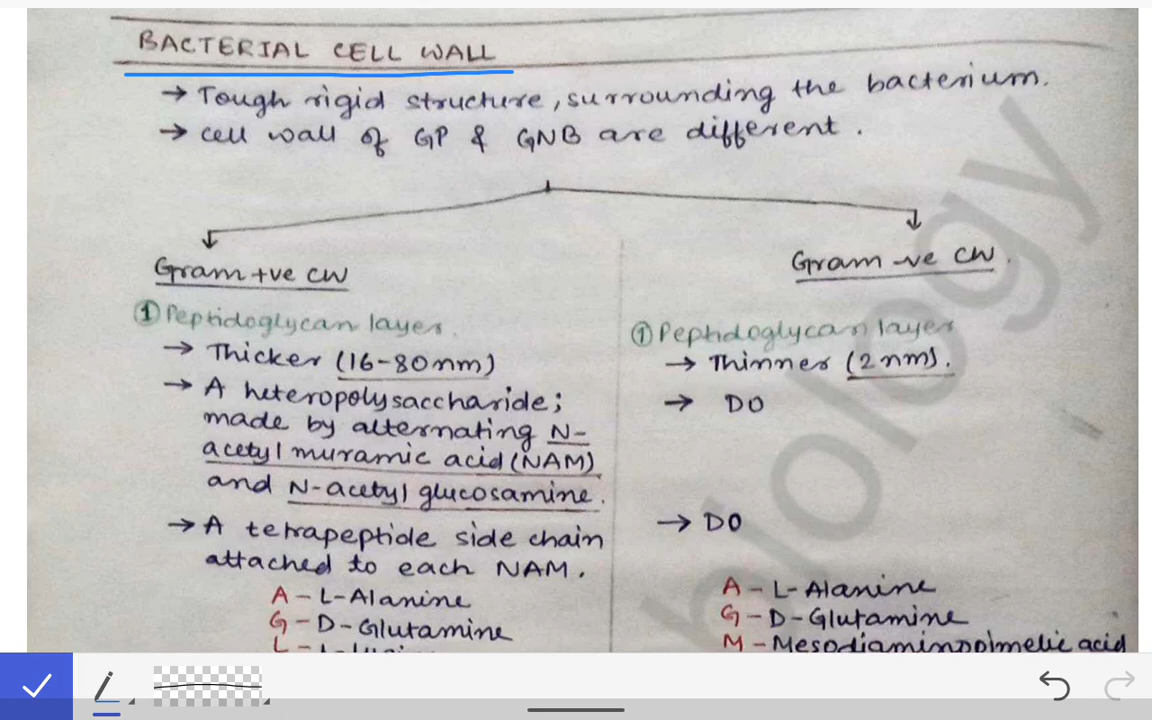 BACTERIAL CELL WALL
→ Tough rigid structure, surrounding the bacterium.
→ cell wall of GP & GNB are different.
Gram +ve CW
① Peptidoglycan layer.
→ Thicker (16-80nm)
→ A heteropolysaccharide;
made by alternating N-
acetyl muramic acid (NAM)
and N-acetyl glucosamine.
→ A tetrapeptide side chain
attached to each NAM.
A - L-Alanine
G - D-Glutamine
Gram -ve CW.
① Peptidoglycan layer
→ Thinner (2nm).
→ DO
→ DO
A - L-Alanine
G - D-Glutamine
M - Mesodiaminopimelic acid